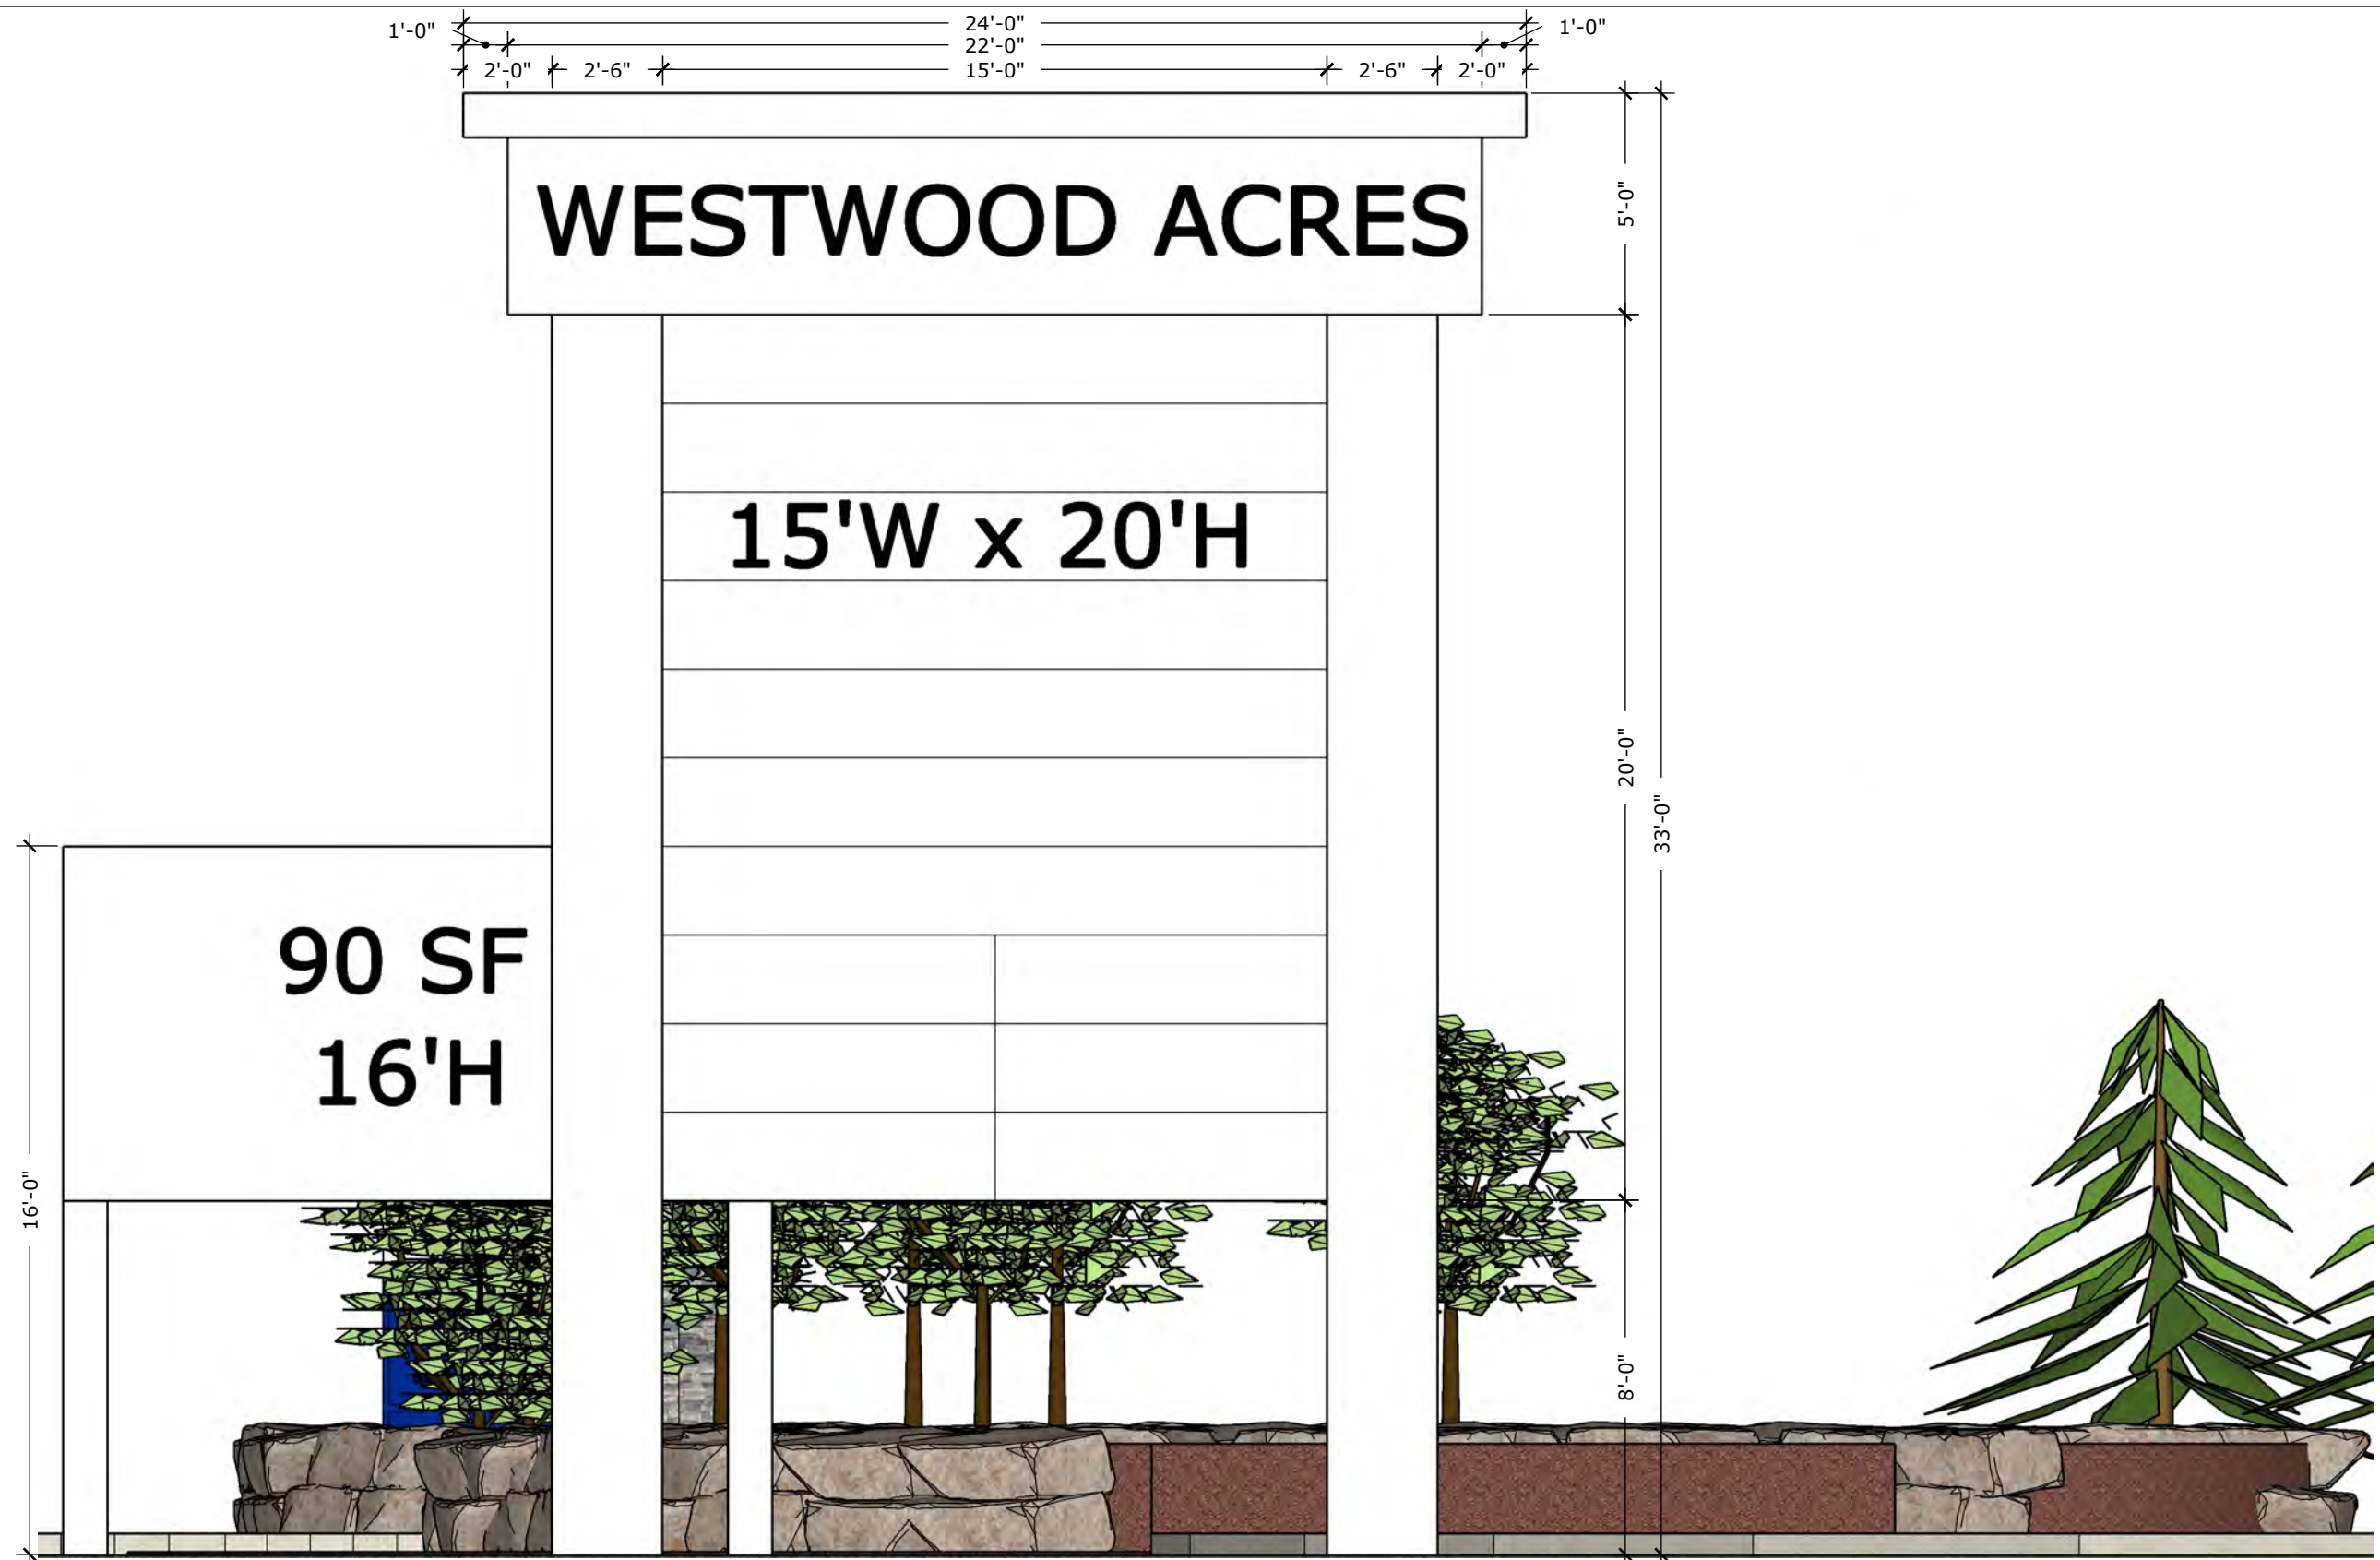 24'-0"
1'-0" 22'-0" 1'-0"
2'-0" 2'-6" 15'-0" 2'-6" 2'-0"
WESTWOOD ACRES
5'-0"
15'W x 20'H
20'-0"
33'-0"
90 SF
16'H
16'-0"
8'-0"